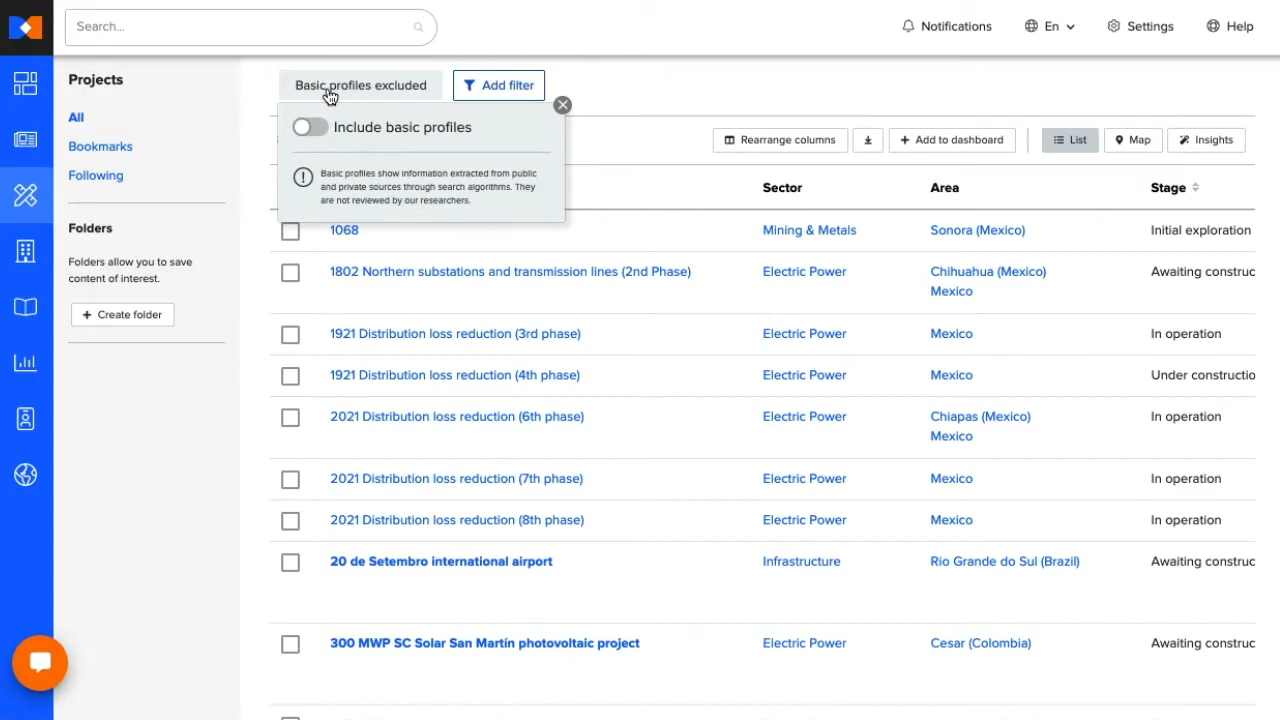 Search...
Notifications
En
Settings
Help
Projects
All
Bookmarks
Following
Folders
Folders allow you to save
content of interest.
+ Create folder
Basic profiles excluded
Add filter
Include basic profiles
Basic profiles show information extracted from public
and private sources through search algorithms. They
are not reviewed by our researchers.
Rearrange columns
+ Add to dashboard
List
Map
Insights
Sector
Area
Stage
1068
Mining & Metals
Sonora (Mexico)
Initial exploration
1802 Northern substations and transmission lines (2nd Phase)
Electric Power
Chihuahua (Mexico)
Mexico
Awaiting construc
1921 Distribution loss reduction (3rd phase)
Electric Power
Mexico
In operation
1921 Distribution loss reduction (4th phase)
Electric Power
Mexico
Under constructio
2021 Distribution loss reduction (6th phase)
Electric Power
Chiapas (Mexico)
Mexico
In operation
2021 Distribution loss reduction (7th phase)
Electric Power
Mexico
In operation
2021 Distribution loss reduction (8th phase)
Electric Power
Mexico
In operation
20 de Setembro international airport
Infrastructure
Rio Grande do Sul (Brazil)
Awaiting construc
300 MWP SC Solar San Martín photovoltaic project
Electric Power
Cesar (Colombia)
Awaiting construc